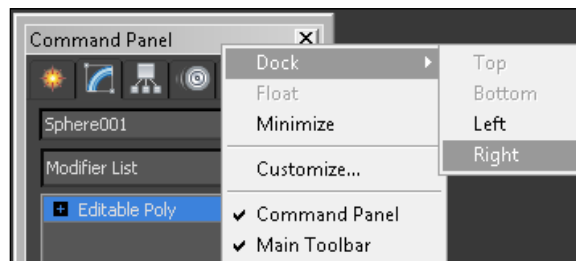 Command Panel
Sphere001
Modifier List
Editable Poly
Dock
Float
Minimize
Customize...
Command Panel
Main Toolbar
Top
Bottom
Left
Right